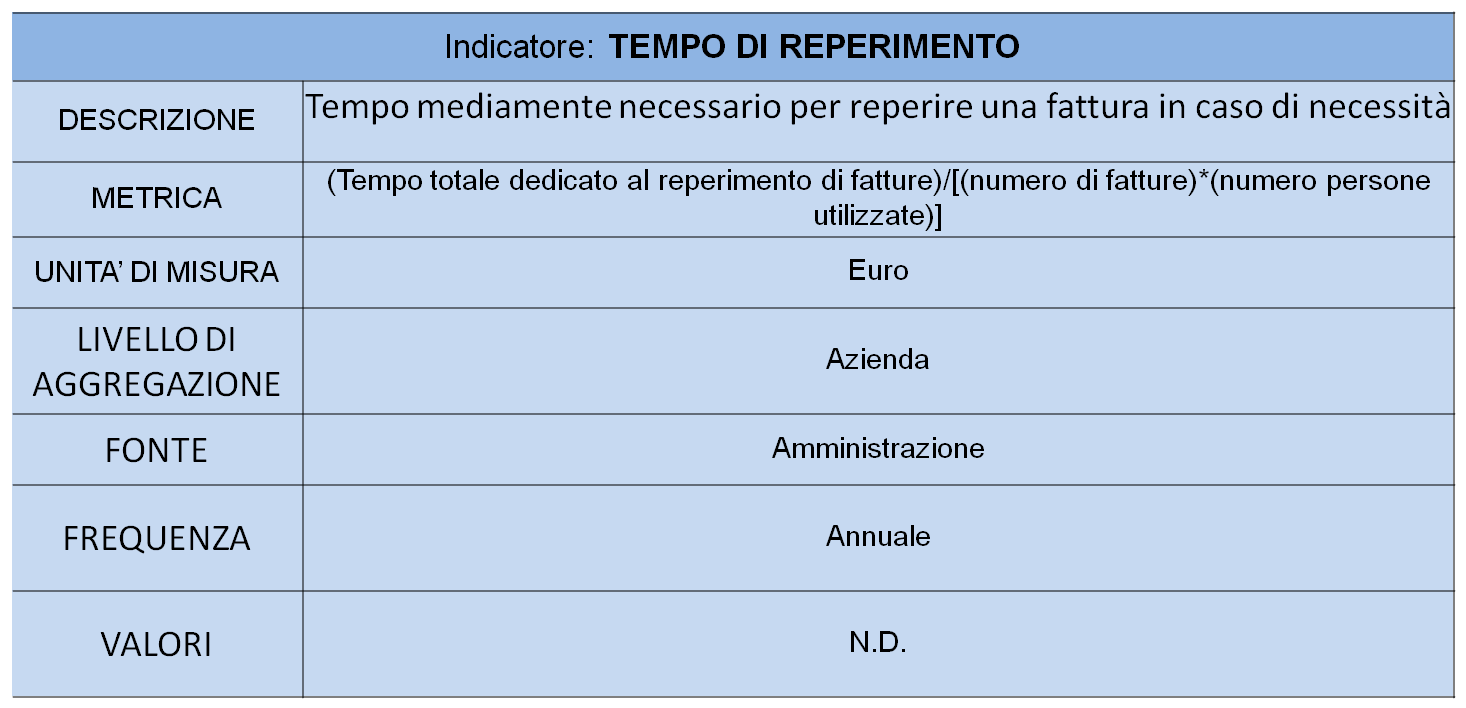 Indicatore: TEMPO DI REPERIMENTO
DESCRIZIONE
Tempo mediamente necessario per reperire una fattura in caso di necessità
METRICA
(Tempo totale dedicato al reperimento di fatture)/[(numero di fatture)*(numero persone
utilizzate)]
UNITA’ DI MISURA
Euro
LIVELLO DI
AGGREGAZIONE
Azienda
FONTE
Amministrazione
FREQUENZA
Annuale
VALORI
N.D.